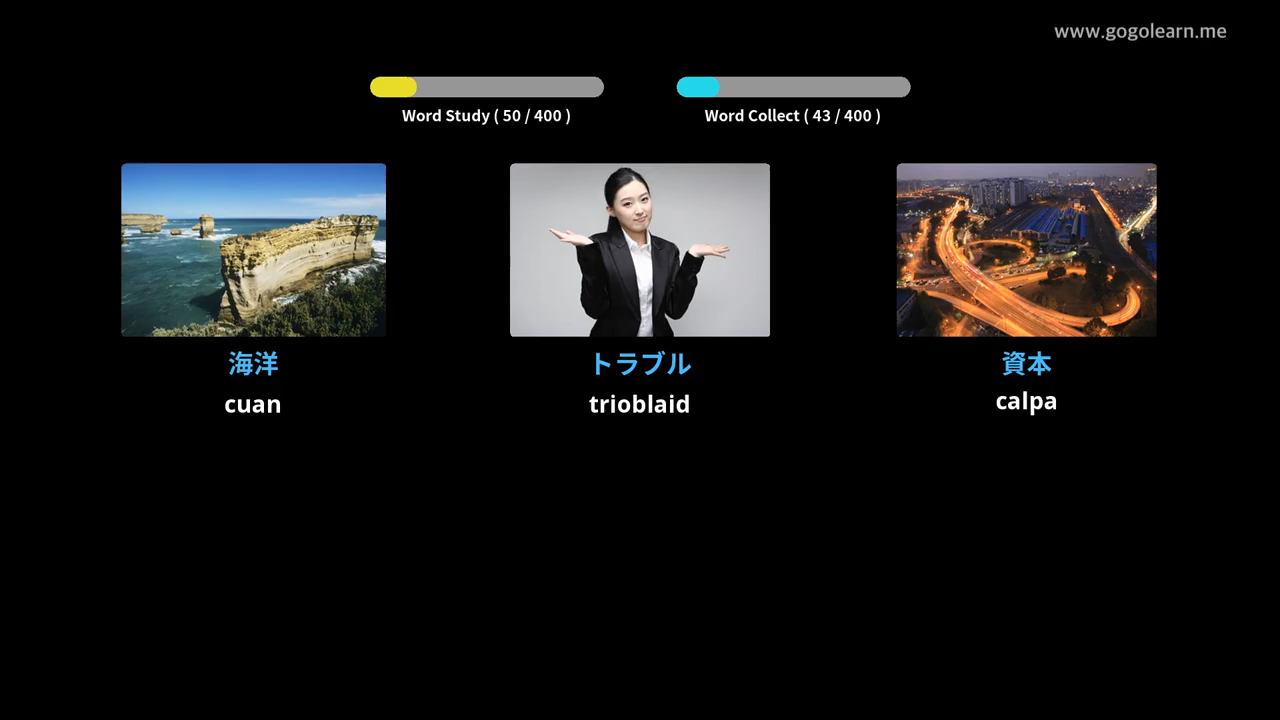 www.gogolearn.me
Word Study ( 50 / 400 )
Word Collect ( 43 / 400 )
海洋
トラブル
資本
cuan
trioblaid
calpa